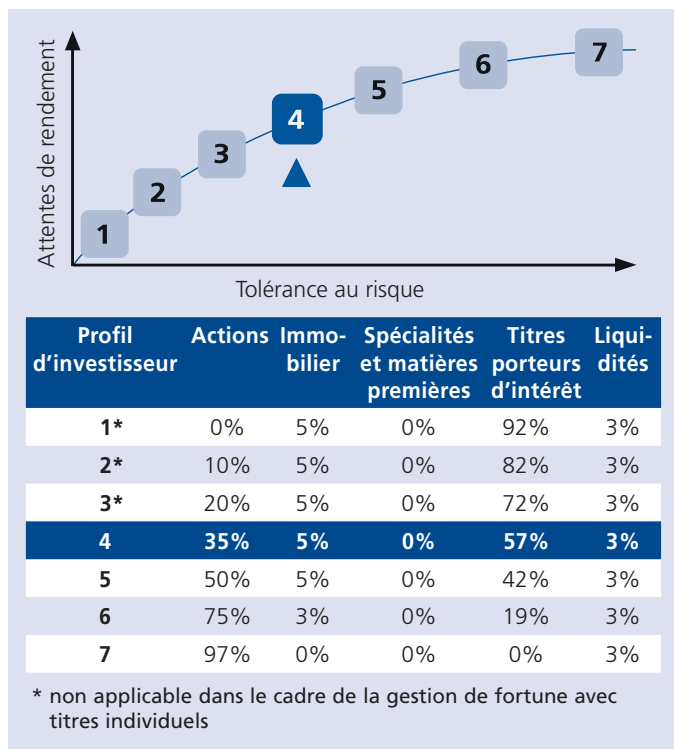 Attentes de rendement
1
2
3
4
5
6
7
Tolérance au risque
Profil d'investisseur Actions Immo-bilier Spécialités et matières premières Titres porteurs d'intérêt Liqui-dités
1* 0% 5% 0% 92% 3%
2* 10% 5% 0% 82% 3%
3* 20% 5% 0% 72% 3%
4 35% 5% 0% 57% 3%
5 50% 5% 0% 42% 3%
6 75% 3% 0% 19% 3%
7 97% 0% 0% 0% 3%
* non applicable dans le cadre de la gestion de fortune avec
titres individuels